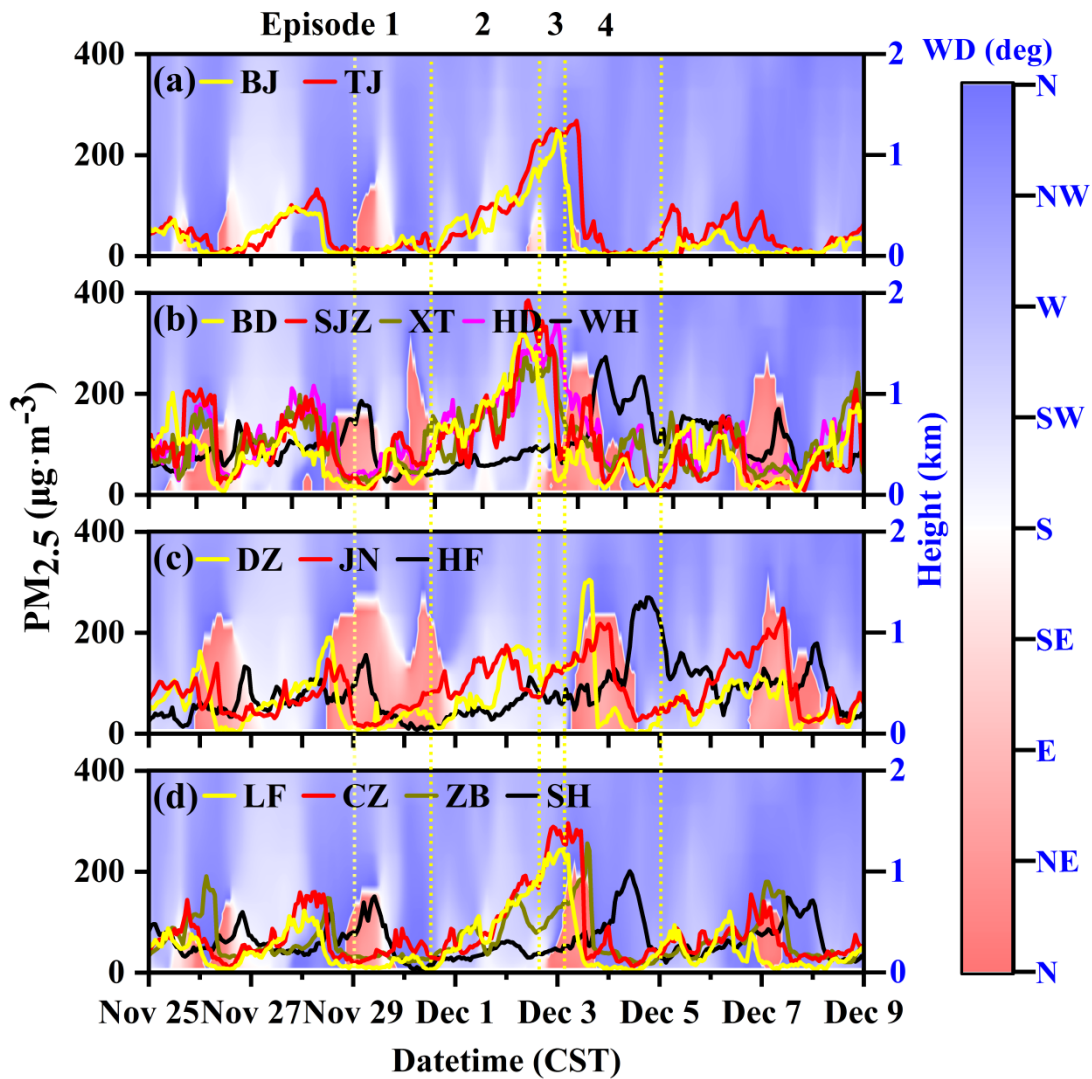 Episode 1 2 3 4
WD (deg)
400 (a) BJ TJ 2
200 1
0 0
400 (b) BD SJZ XT HD WH 2
200 1
0 0
400 (c) DZ JN HF 2
200 1
0 0
400 (d) LF CZ ZB SH 2
200 1
0 0
Nov 25 Nov 27 Nov 29 Dec 1 Dec 3 Dec 5 Dec 7 Dec 9
Datetime (CST)
PM2.5 (μg·m−3)
Height (km)
N
NW
W
SW
S
SE
E
NE
N